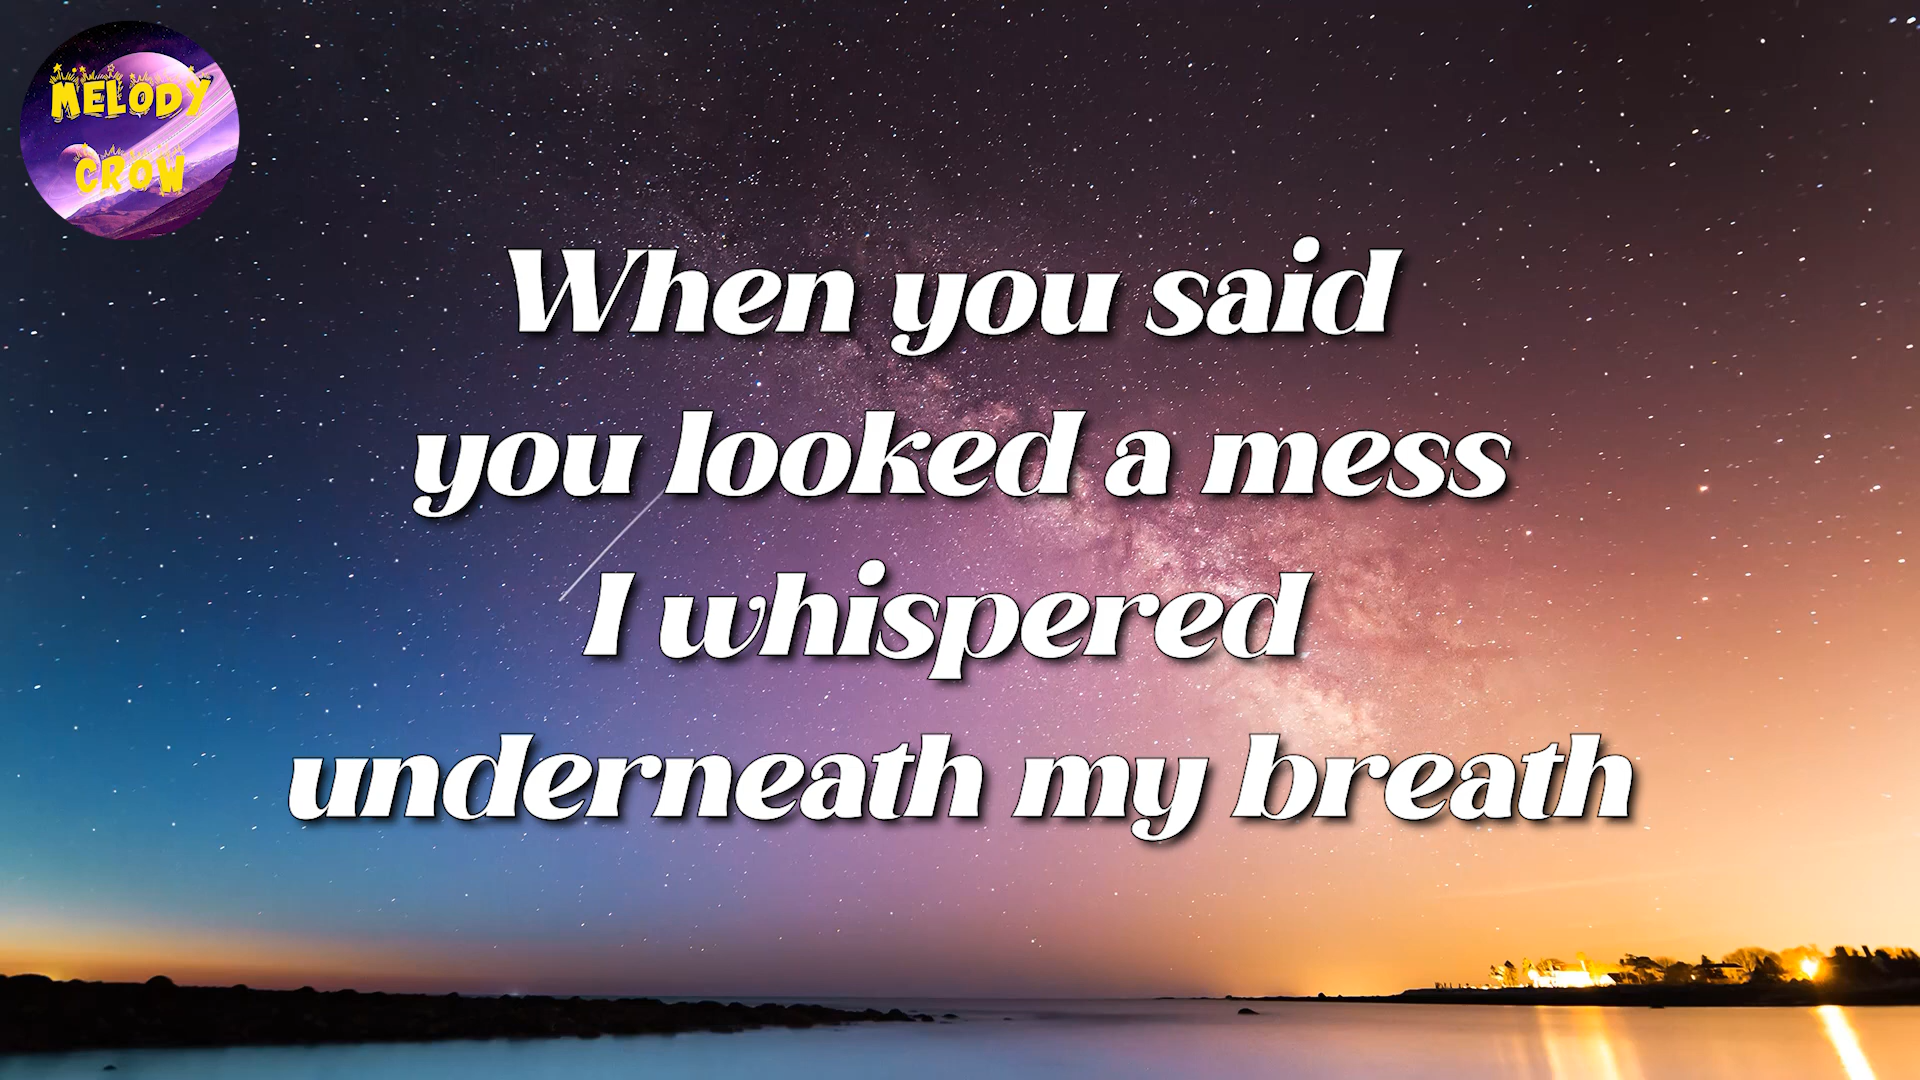 MELODY
CROW
When you said
you looked a mess
I whispered
underneath my breath